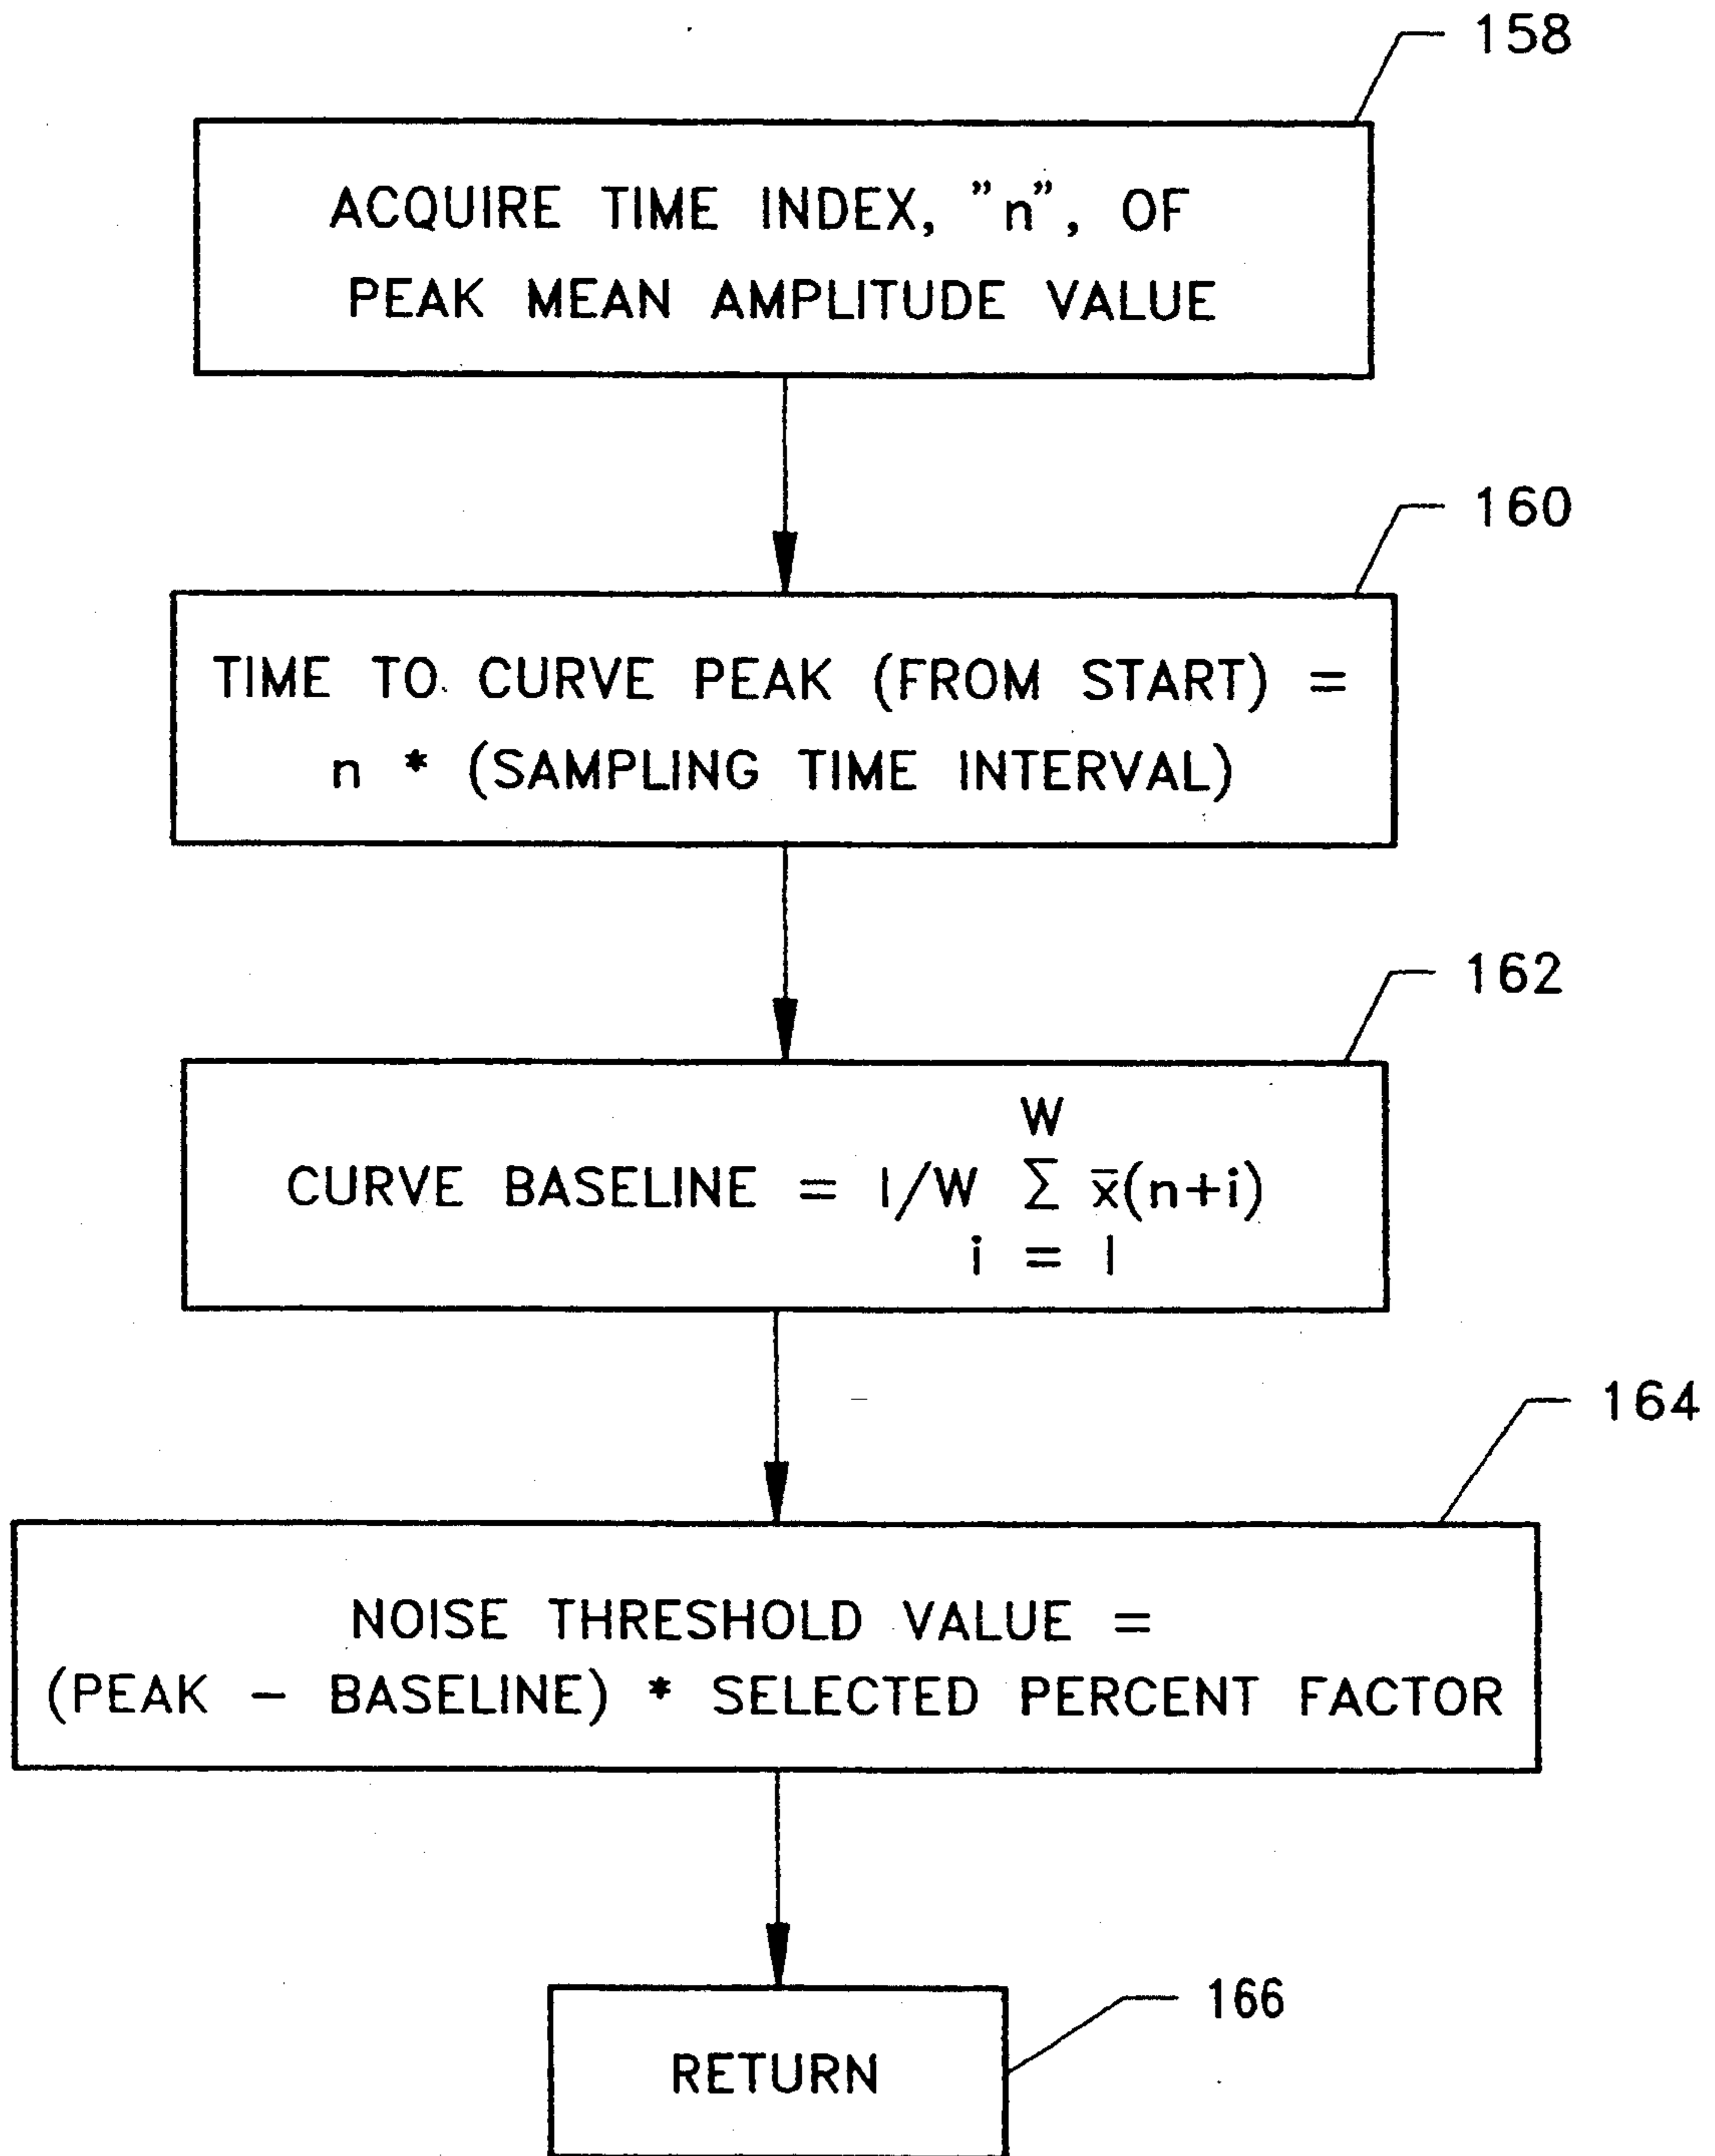 158
ACQUIRE TIME INDEX, "n", OF
PEAK MEAN AMPLITUDE VALUE
160
TIME TO CURVE PEAK (FROM START) =
n * (SAMPLING TIME INTERVAL)
162
W
CURVE BASELINE = 1/W Σ x̅(n+i)
i = 1
164
NOISE THRESHOLD VALUE =
(PEAK - BASELINE) * SELECTED PERCENT FACTOR
166
RETURN